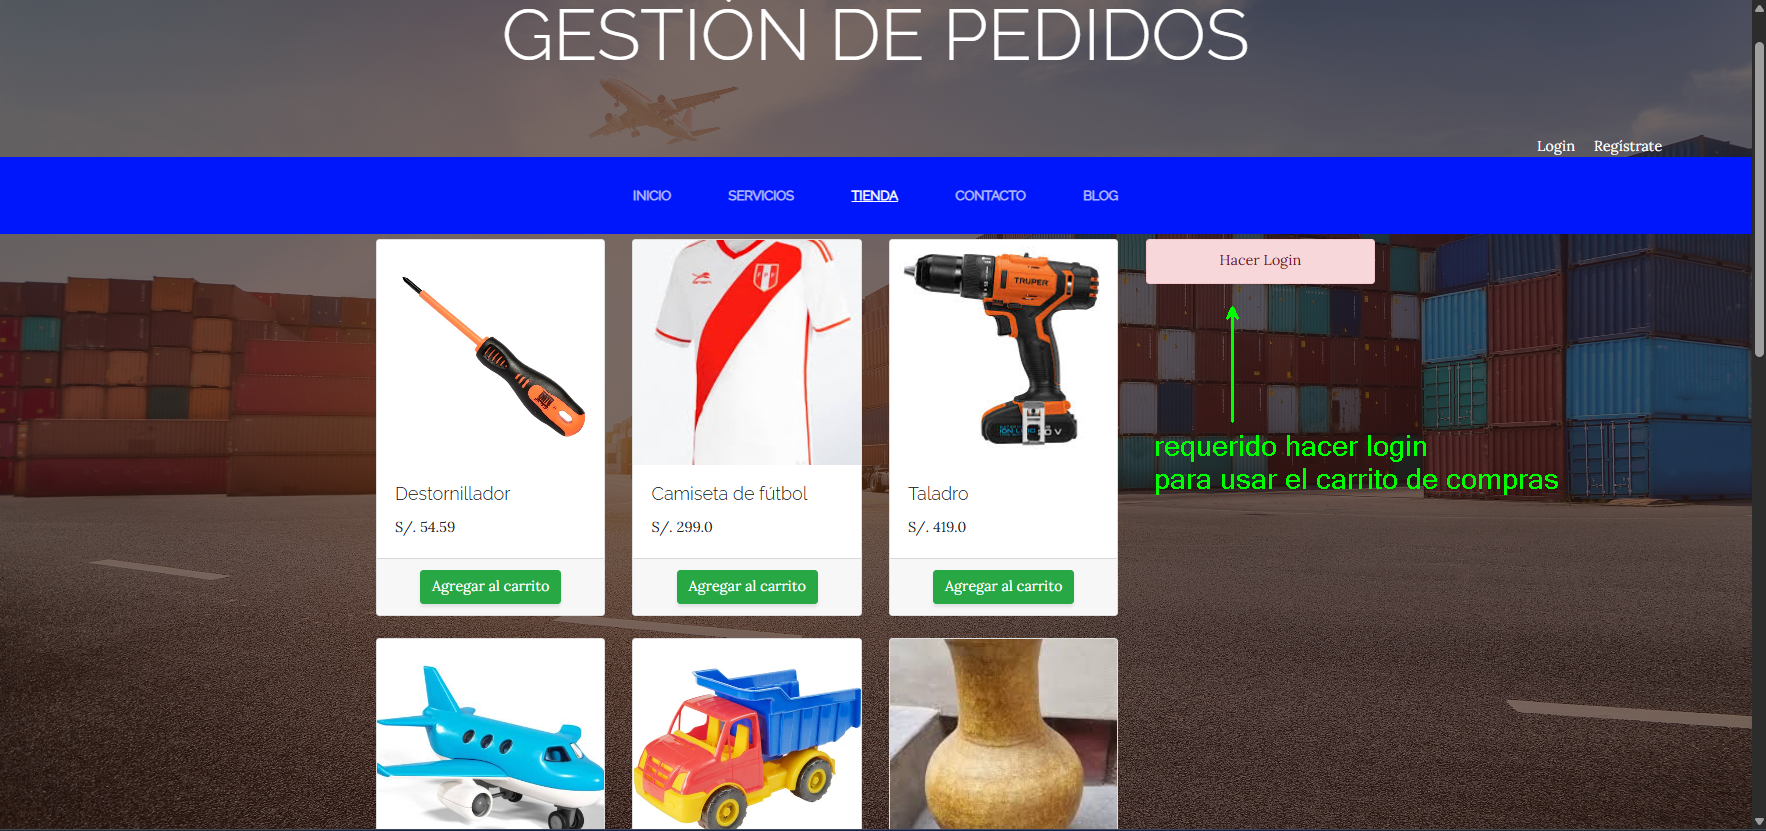 GESTIÓN DE PEDIDOS
Login Regístrate
INICIO SERVICIOS TIENDA CONTACTO BLOG
Hacer Login
TRUPER
20 V
requerido hacer login
para usar el carrito de compras
Destornillador Camiseta de fútbol Taladro
S/. 54.59 S/. 299.0 S/. 419.0
Agregar al carrito Agregar al carrito Agregar al carrito